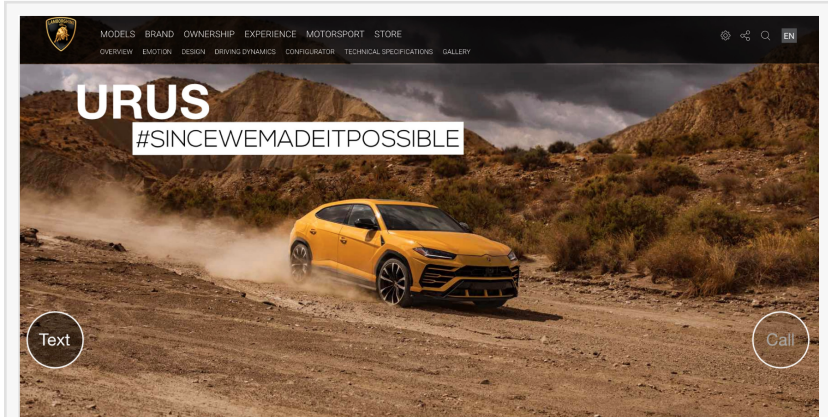 LAMBORGHINI
MODELS BRAND OWNERSHIP EXPERIENCE MOTORSPORT STORE
EN
OVERVIEW EMOTION DESIGN DRIVING DYNAMICS CONFIGURATOR TECHNICAL SPECIFICATIONS GALLERY
URUS
#SINCEWEMADEITPOSSIBLE
Text
Call